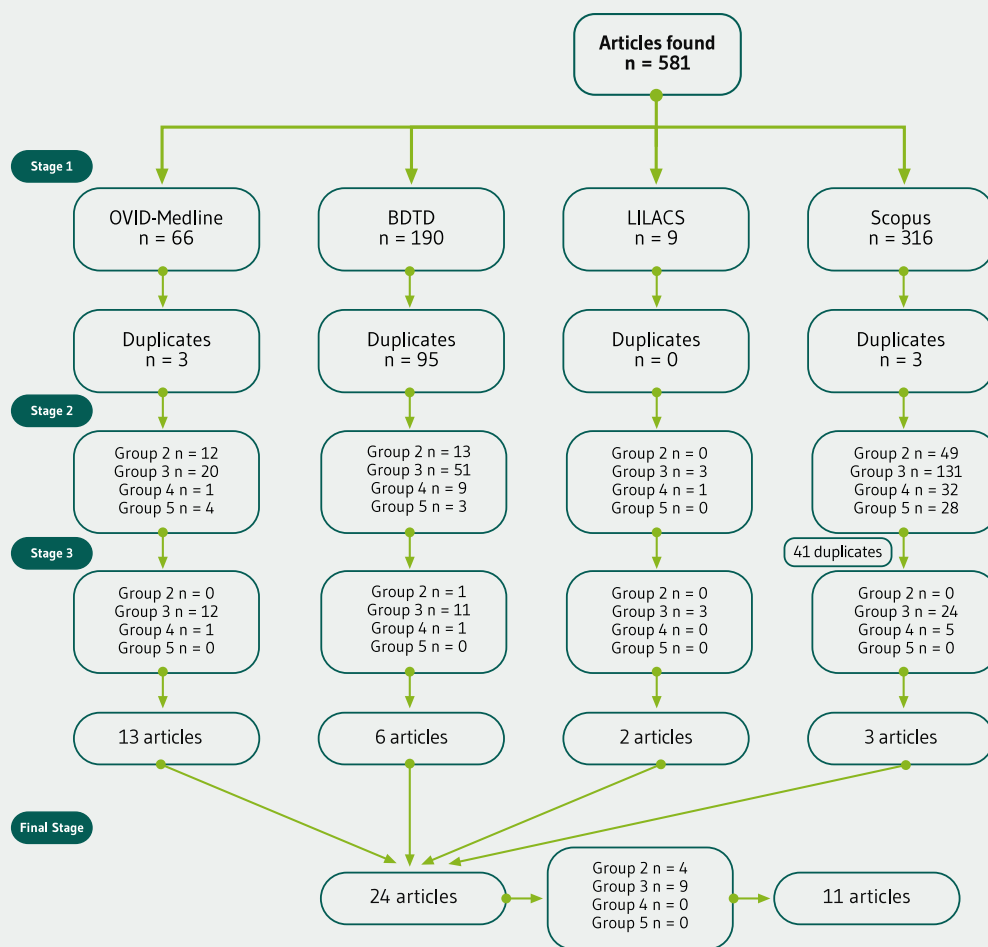 Articles found
n = 581
Stage 1
OVID-Medline
n = 66
BDTD
n = 190
LILACS
n = 9
Scopus
n = 316
Duplicates
n = 3
Duplicates
n = 95
Duplicates
n = 0
Duplicates
n = 3
Stage 2
Group 2 n = 12
Group 3 n = 20
Group 4 n = 1
Group 5 n = 4
Group 2 n = 13
Group 3 n = 51
Group 4 n = 9
Group 5 n = 3
Group 2 n = 0
Group 3 n = 3
Group 4 n = 1
Group 5 n = 0
Group 2 n = 49
Group 3 n = 131
Group 4 n = 32
Group 5 n = 28
Stage 3
41 duplicates
Group 2 n = 0
Group 3 n = 12
Group 4 n = 1
Group 5 n = 0
Group 2 n = 1
Group 3 n = 11
Group 4 n = 1
Group 5 n = 0
Group 2 n = 0
Group 3 n = 3
Group 4 n = 0
Group 5 n = 0
Group 2 n = 0
Group 3 n = 24
Group 4 n = 5
Group 5 n = 0
13 articles
6 articles
2 articles
3 articles
Final Stage
24 articles
Group 2 n = 4
Group 3 n = 9
Group 4 n = 0
Group 5 n = 0
11 articles